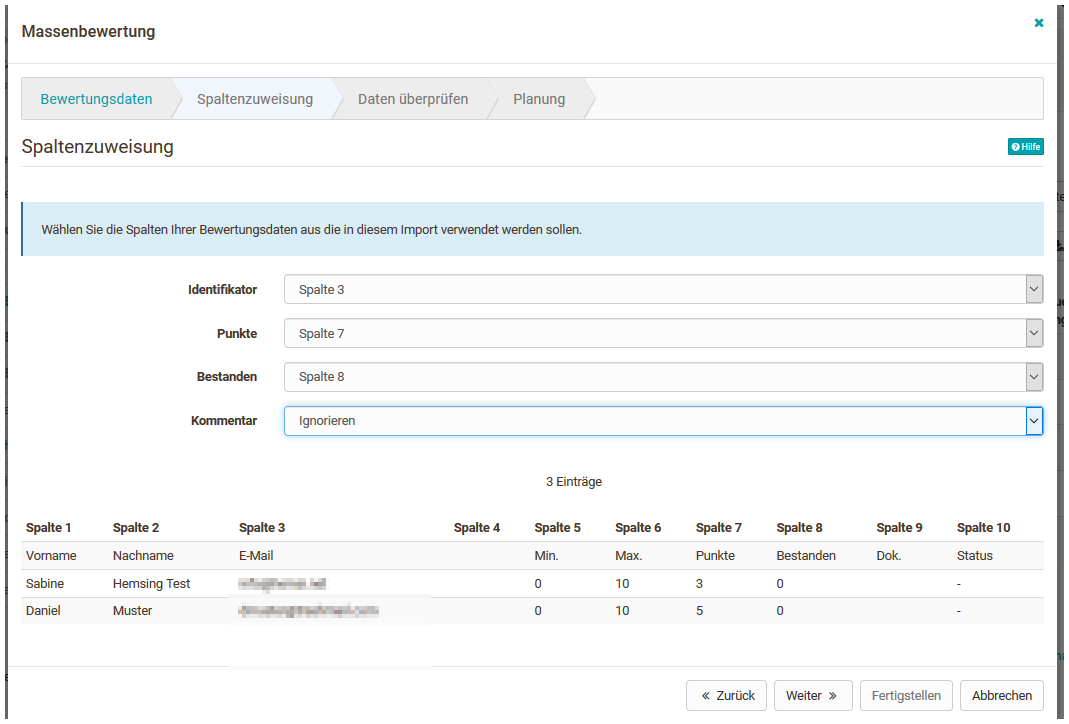 Massenbewertung
Bewertungsdaten Spaltenzuweisung Daten überprüfen Planung
Spaltenzuweisung
Hilfe
Wählen Sie die Spalten Ihrer Bewertungsdaten aus die in diesem Import verwendet werden sollen.
Identifikator Spalte 3
Punkte Spalte 7
Bestanden Spalte 8
Kommentar Ignorieren
3 Einträge
Spalte 1 Spalte 2 Spalte 3 Spalte 4 Spalte 5 Spalte 6 Spalte 7 Spalte 8 Spalte 9 Spalte 10
Vorname Nachname E-Mail Min. Max. Punkte Bestanden Dok. Status
Sabine Hemsing Test 0 10 3 0 -
Daniel Muster 0 10 5 0 -
« Zurück Weiter » Fertigstellen Abbrechen